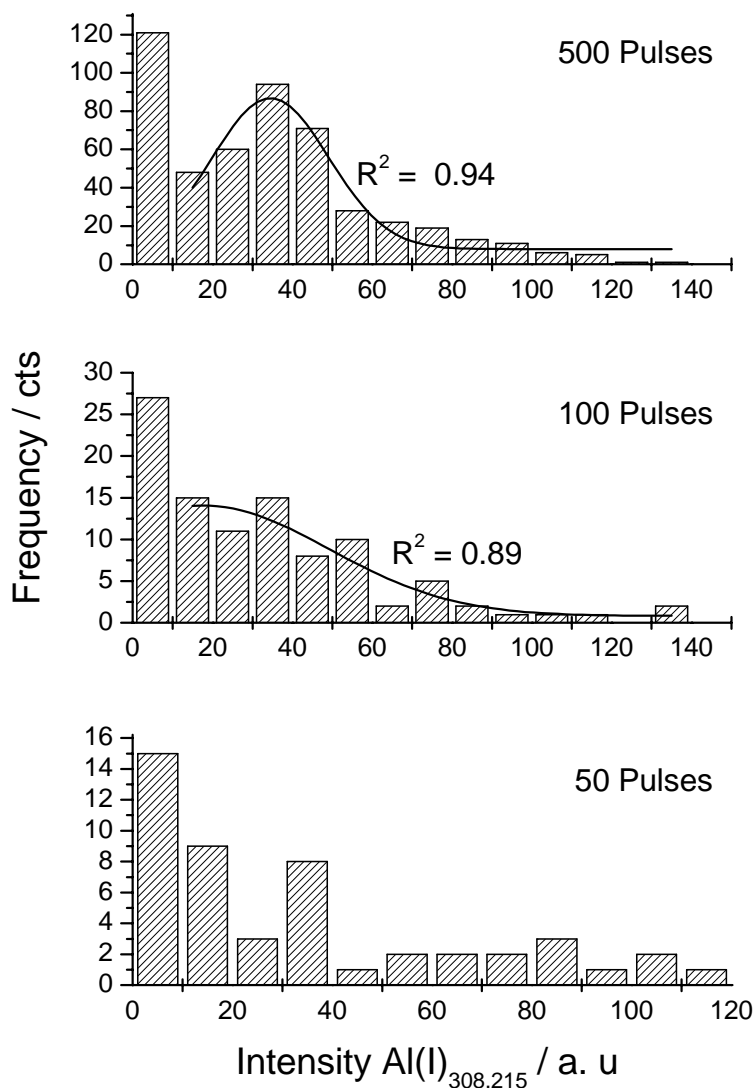 120
100
80
60
40
20
0
500 Pulses
R² = 0.94
0 20 40 60 80 100 120 140
Frequency / cts
30
25
20
15
10
5
0
100 Pulses
R² = 0.89
0 20 40 60 80 100 120 140
16
14
12
10
8
6
4
2
0
50 Pulses
0 20 40 60 80 100 120
Intensity Al(I)308.215 / a. u